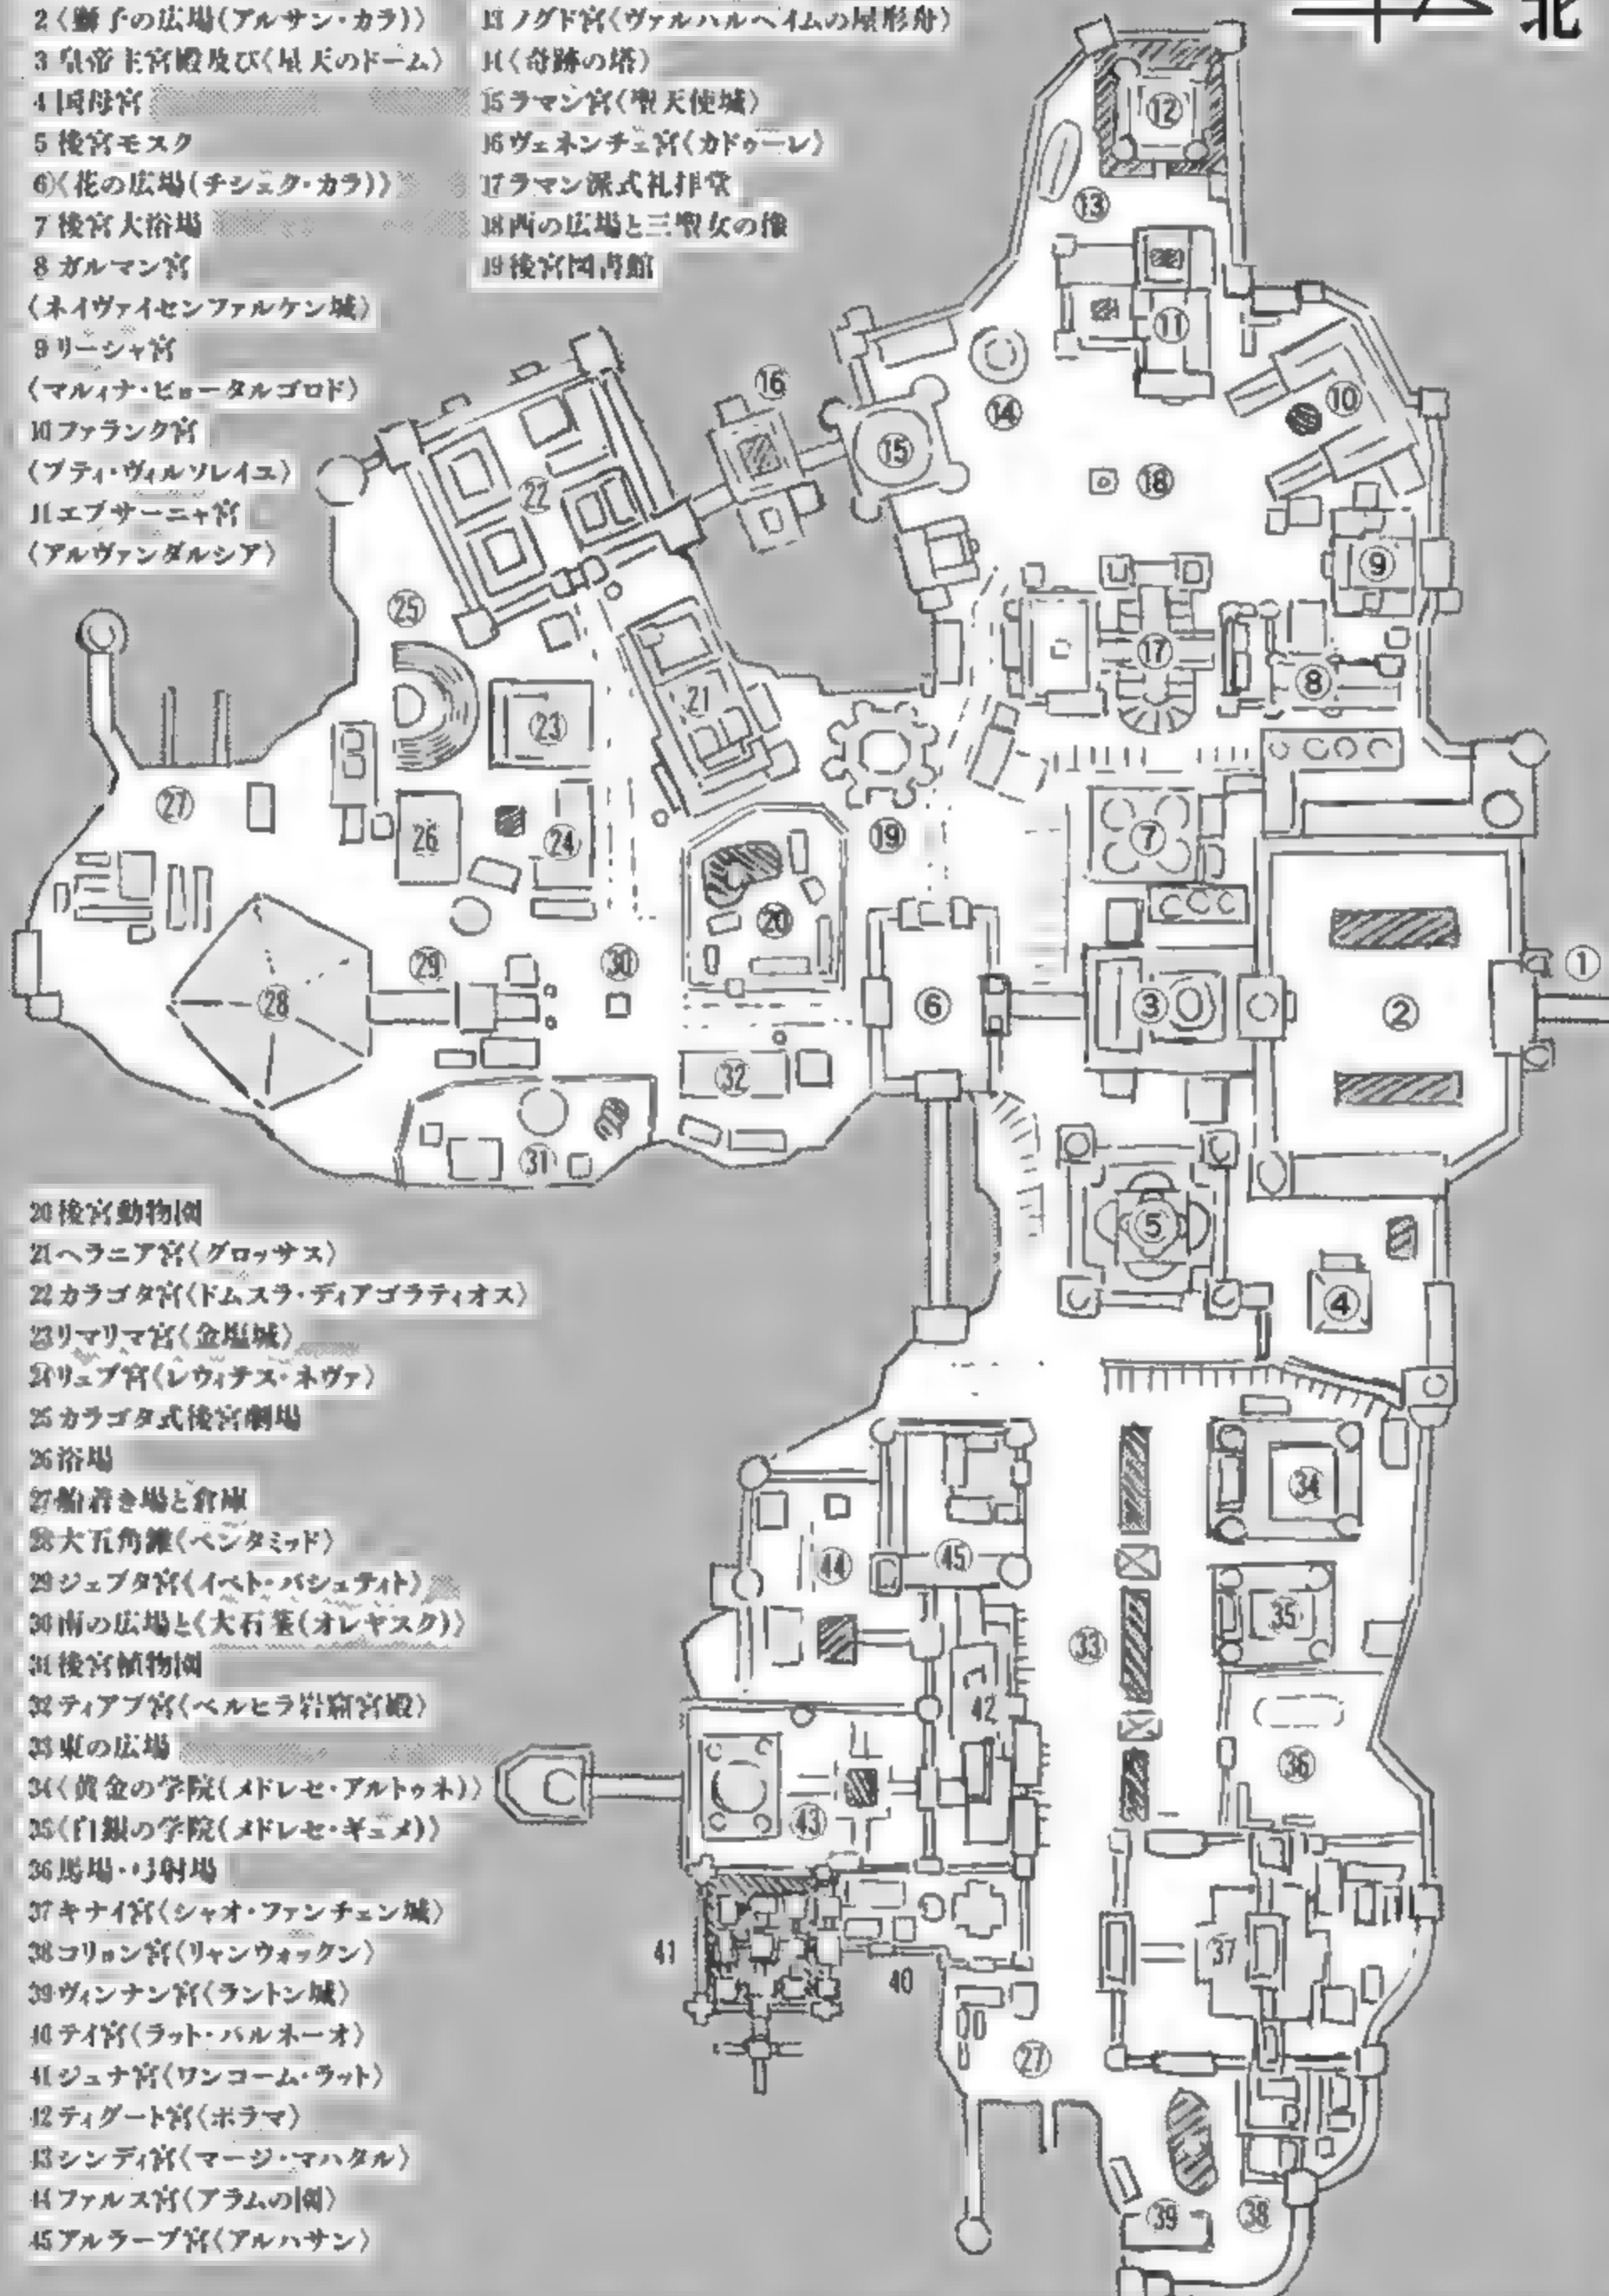 北
2〈獅子の広場(アルサン・カラ)〉
3 皇帝主宮殿及び〈星天のドーム〉
4 国母宮
5 後宮モスク
6〈花の広場(チシェク・カラ)〉
7 後宮大浴場
8 ガルマン宮
〈ネイヴァイセンファルケン城〉
9 リーシャ宮
〈マルィナ・ビョータルゴロド〉
10 ファランク宮
〈プティ・ヴィルソレイユ〉
11 エブサーニャ宮
〈アルヴァンダルシア〉
13 ノグド宮〈ヴァルハルヘイムの屋形舟〉
14〈奇跡の塔〉
15 ラマン宮〈聖天使城〉
16 ヴェネンチェ宮〈カドゥーレ〉
17 ラマン派式礼拝堂
18 西の広場と三聖女の像
19 後宮図書館
20 後宮動物園
21 ヘラニア宮〈グロッサス〉
22 カラゴタ宮〈ドムスラ・ディアゴラティオス〉
23 リマリマ宮〈金塩城〉
24 リュブ宮〈レウィテス・ネヴァ〉
25 カラゴタ式後宮劇場
26 浴場
27 船着き場と倉庫
28 大五角錐〈ペンタミッド〉
29 ジェプタ宮〈イペト・バシュティト〉
30 南の広場と〈大石筆(オレヤスク)〉
31 後宮植物園
32 ティアブ宮〈ペルヒラ岩窟宮殿〉
33 東の広場
34〈黄金の学院(メドレセ・アルトゥネ)〉
35〈白銀の学院(メドレセ・ギュメ)〉
36 馬場・弓射場
37 キナイ宮〈シャオ・ファンチェン城〉
38 コリョン宮〈リャンウォックン〉
39 ヴィンナン宮〈ラントン城〉
40 テイ宮〈ラット・バルネーオ〉
41 ジュナ宮〈ワンコーム・ラット〉
42 ティグート宮〈ポラマ〉
43 シンディ宮〈マージ・マハタル〉
44 ファルス宮〈アラムの園〉
45 アルラーブ宮〈アルハサン〉
⑫
⑬
⑪
⑩
⑯
⑭
⑮
⑱
㉒
⑨
㉕
⑰
⑧
㉑
㉓
㉗
㉖
㉔
⑲
⑦
⑳
①
㉙
㉚
㉘
⑥
③
②
㉜
㉛
⑤
④
㉞
㊹
㊺
㉟
㉝
42
㊱
㊸
37
41
40
㉗
㊴
㊳